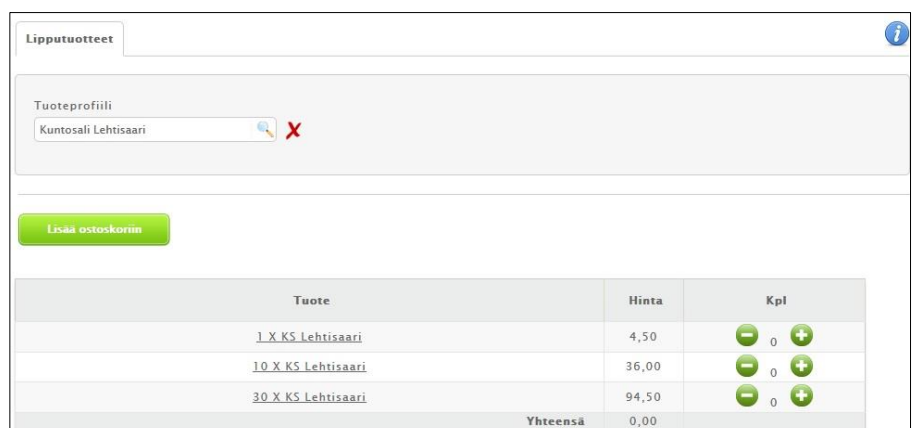 Lipputuotteet
i
Tuoteprofiili
Kuntosali Lehtisaari
Lisää ostoskoriin
Tuote Hinta Kpl
1 X KS Lehtisaari 4,50 0
10 X KS Lehtisaari 36,00 0
30 X KS Lehtisaari 94,50 0
Yhteensä 0,00